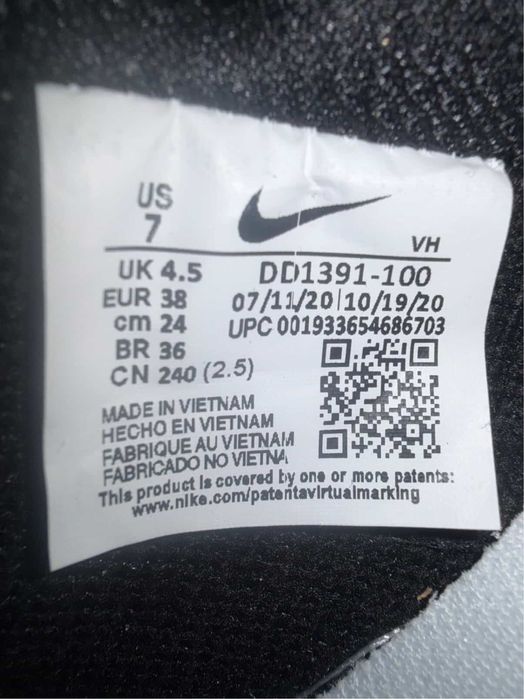 US
7
VH
UK 4.5
DD1391-100
EUR 38
07/11/20|10/19/20
cm 24
UPC 001933654686703
BR 36
CN 240 (2.5)
MADE IN VIETNAM
HECHO EN VIETNAM
FABRIQUE AU VIETNAM
FABRICADO NO VIETNA
This product is covered by one or more patents:
www.nike.com/patentavirtualmarking